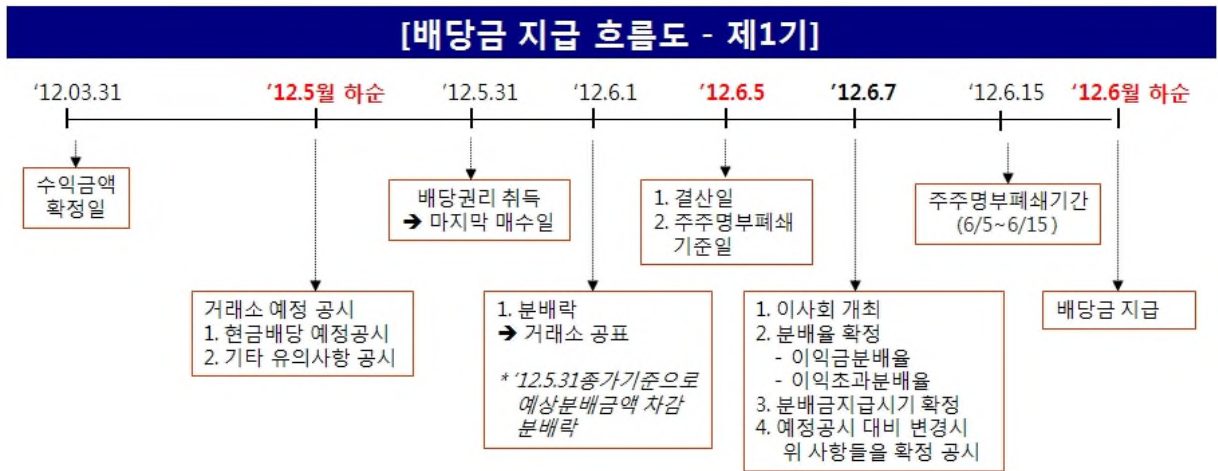 [배당금 지급 흐름도 - 제1기]
'12.03.31
'12.5월 하순
'12.5.31
'12.6.1
'12.6.5
'12.6.7
'12.6.15
'12.6월 하순
수익금액
확정일
배당권리 취득
➔ 마지막 매수일
1. 결산일
2. 주주명부폐쇄
기준일
주주명부폐쇄기간
(6/5~6/15)
거래소 예정 공시
1. 현금배당 예정공시
2. 기타 유의사항 공시
1. 분배락
➔ 거래소 공표
* '12.5.31종가기준으로
예상분배금액 차감
분배락
1. 이사회 개최
2. 분배율 확정
- 이익금분배율
- 이익초과분배율
3. 분배금지급시기 확정
4. 예정공시 대비 변경시
위 사항들을 확정 공시
배당금 지급